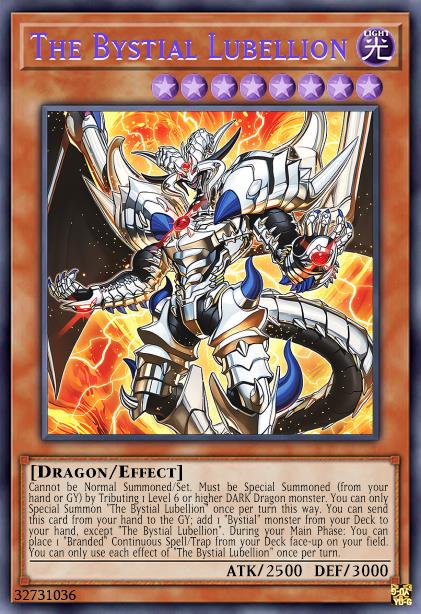 The Bystial Lubellion
LIGHT
光
[Dragon/Effect]
Cannot be Normal Summoned/Set. Must be Special Summoned (from your
hand or GY) by Tributing 1 Level 6 or higher DARK Dragon monster. You can only
Special Summon "The Bystial Lubellion" once per turn this way. You can send
this card from your hand to the GY; add 1 "Bystial" monster from your Deck to
your hand, except "The Bystial Lubellion". During your Main Phase: You can
place 1 "Branded" Continuous Spell/Trap from your Deck face-up on your field.
You can only use each effect of "The Bystial Lubellion" once per turn.
ATK/2500 DEF/3000
32731036